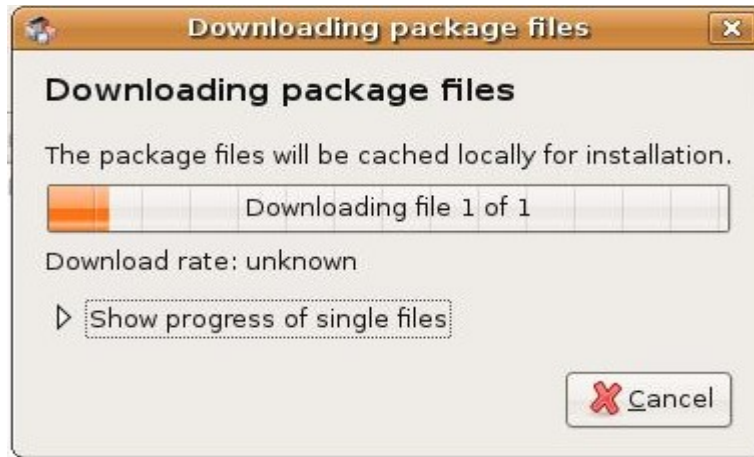 Downloading package files
Downloading package files
The package files will be cached locally for installation.
Downloading file 1 of 1
Download rate: unknown
Show progress of single files
Cancel